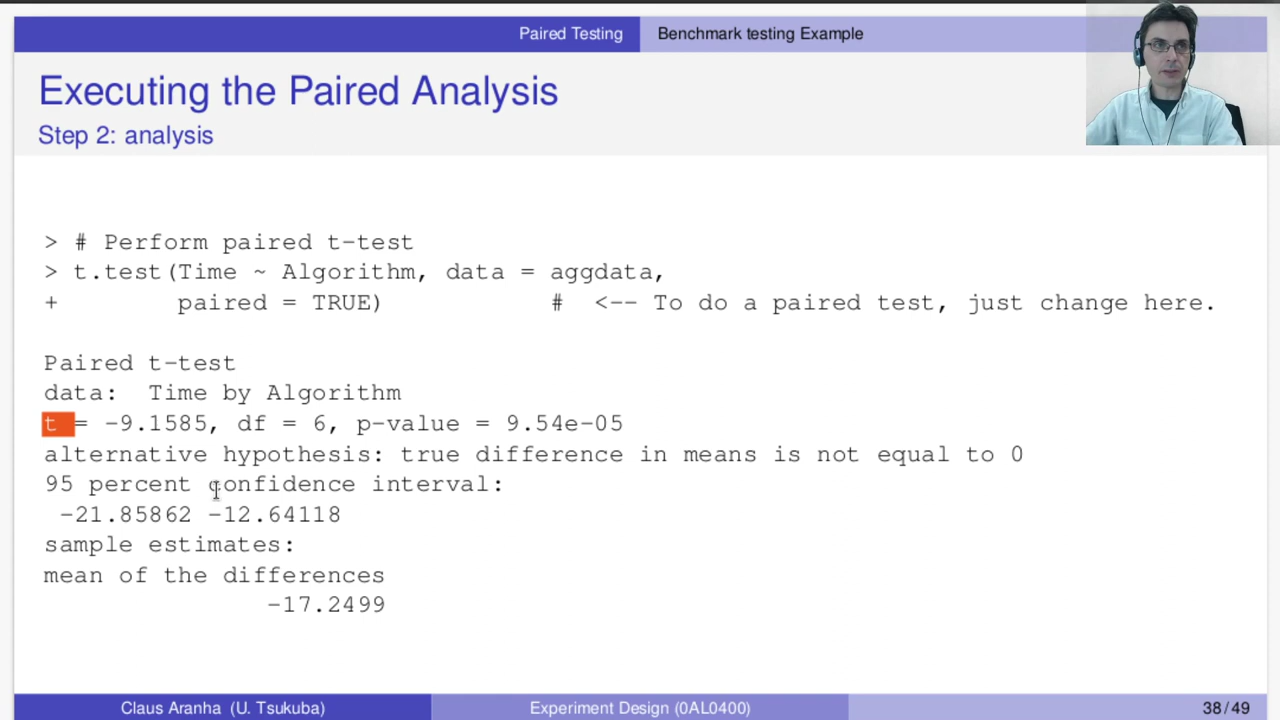 Paired Testing Benchmark testing Example
Executing the Paired Analysis
Step 2: analysis
> # Perform paired t-test
> t.test(Time ~ Algorithm, data = aggdata,
+ paired = TRUE) # <-- To do a paired test, just change here.
Paired t-test
data: Time by Algorithm
t = -9.1585, df = 6, p-value = 9.54e-05
alternative hypothesis: true difference in means is not equal to 0
95 percent confidence interval:
-21.85862 -12.64118
sample estimates:
mean of the differences
-17.2499
Claus Aranha (U. Tsukuba) Experiment Design (0AL0400) 38/49